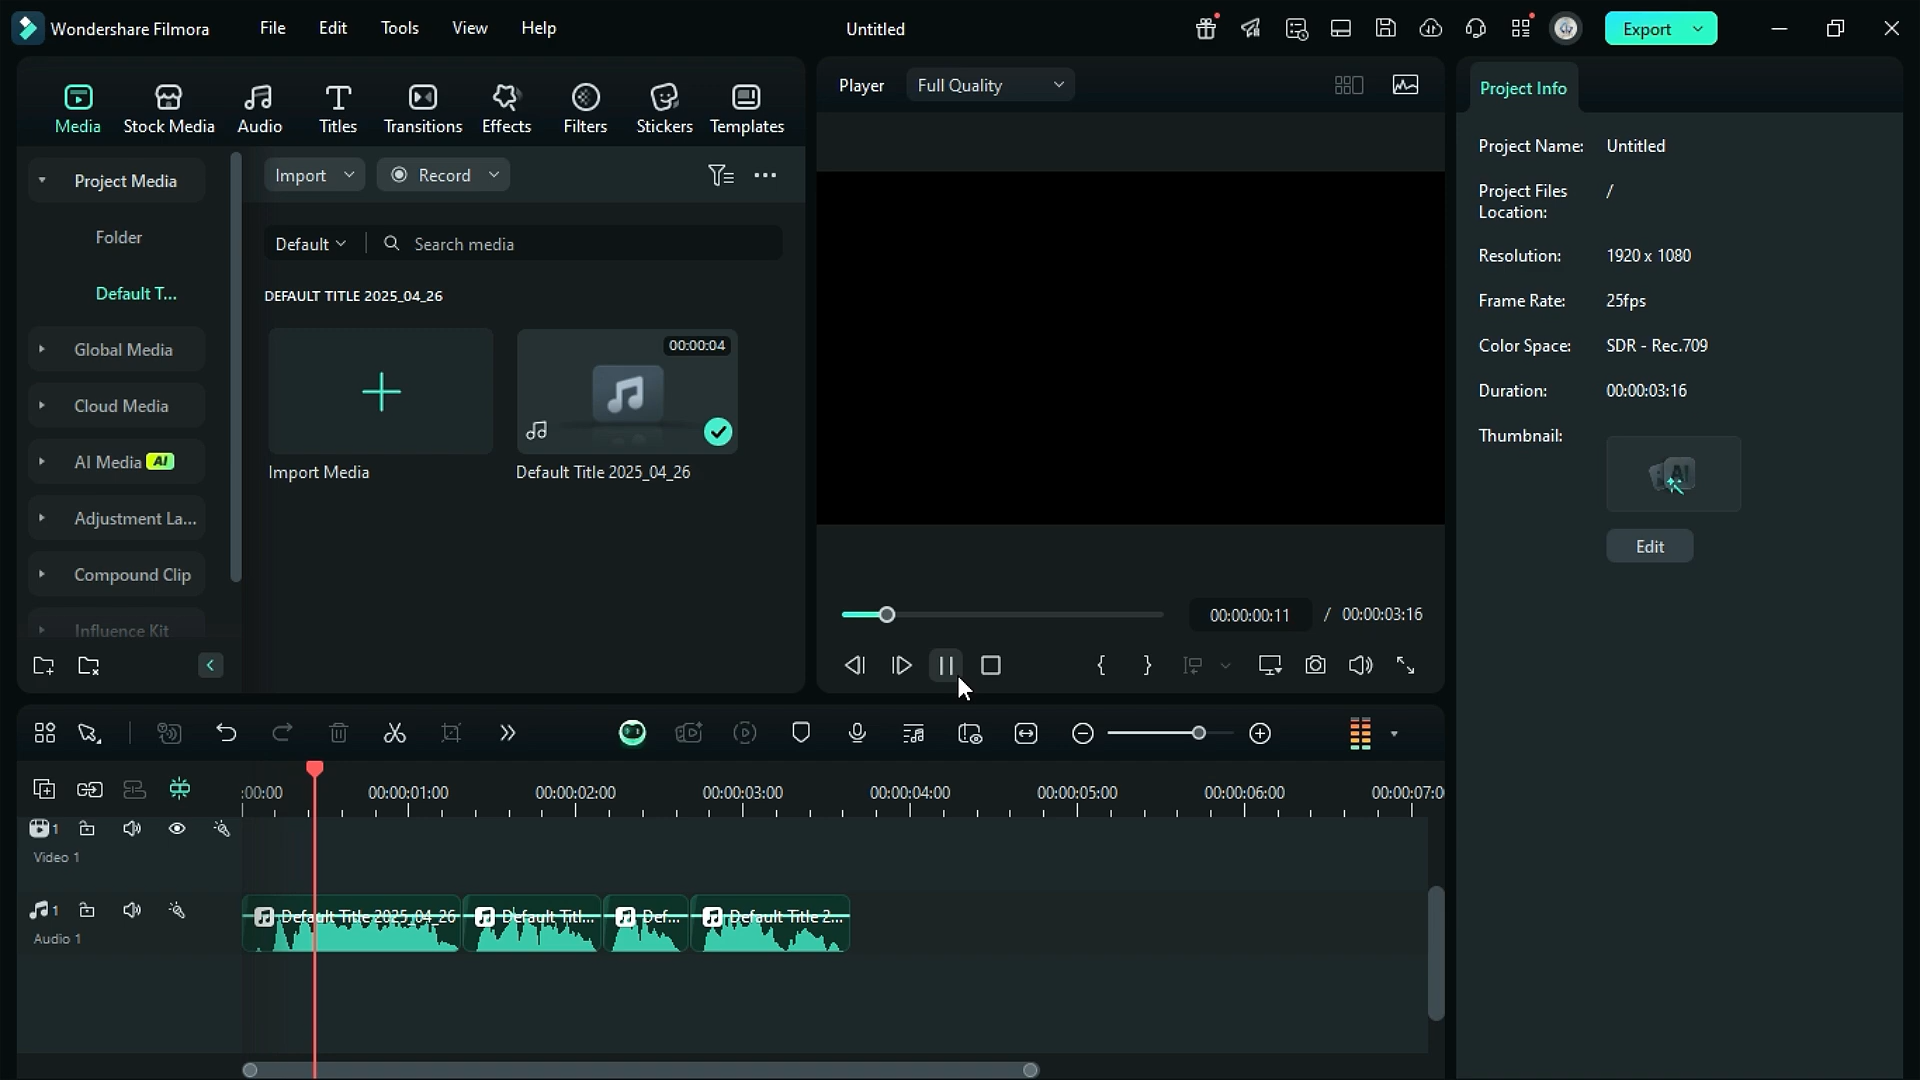 Wondershare Filmora
File Edit Tools View Help
Untitled
Export
Media Stock Media Audio Titles Transitions Effects Filters Stickers Templates
Project Media
Folder
Default T...
Global Media
Cloud Media
AI Media AI
Adjustment La...
Compound Clip
Influence Kit
Import Record
Default Search media
DEFAULT TITLE 2025_04_26
00:00:04
Import Media Default Title 2025_04_26
Player Full Quality
00:00:00:11 / 00:00:03:16
Project Info
Project Name: Untitled
Project Files /
Location:
Resolution: 1920 x 1080
Frame Rate: 25fps
Color Space: SDR - Rec.709
Duration: 00:00:03:16
Thumbnail:
AI
Edit
:00:00 00:00:01:00 00:00:02:00 00:00:03:00 00:00:04:00 00:00:05:00 00:00:06:00 00:00:07:0
1
Video 1
1
Audio 1
Default Title 2025_04_26 Default Titl... Def... Default Title 2...